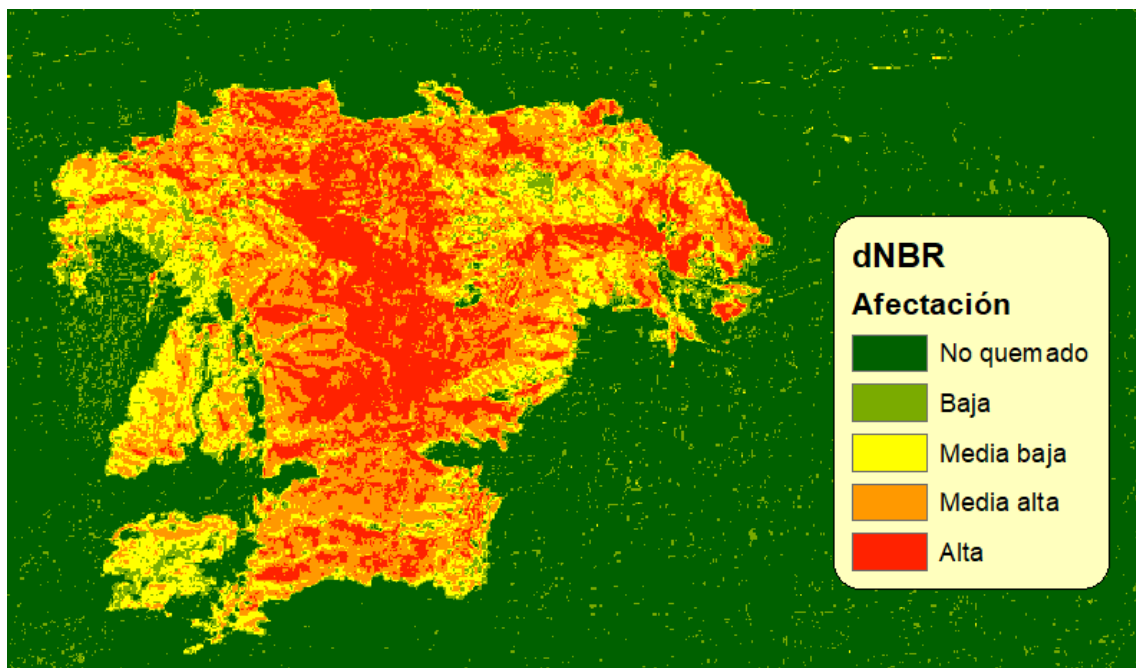 dNBR
Afectación
No quemado
Baja
Media baja
Media alta
Alta